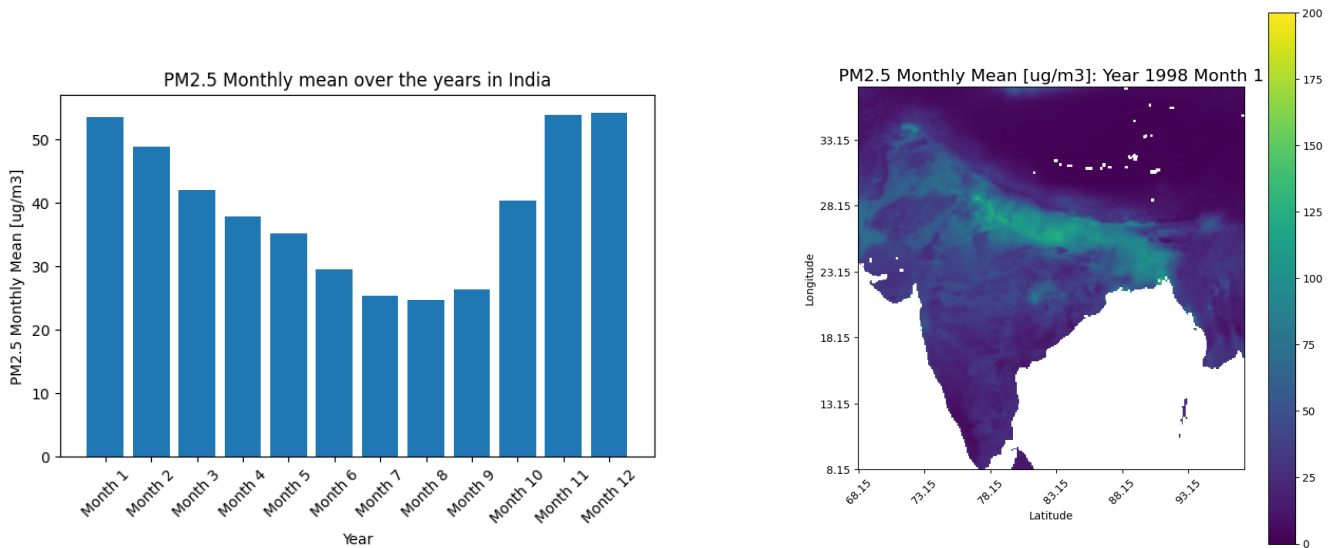 PM2.5 Monthly mean over the years in India
PM2.5 Monthly Mean [ug/m3]
50
40
30
20
10
0
Month 1
Month 2
Month 3
Month 4
Month 5
Month 6
Month 7
Month 8
Month 9
Month 10
Month 11
Month 12
Year
PM2.5 Monthly Mean [ug/m3]: Year 1998 Month 1
Longitude
33.15
28.15
23.15
18.15
13.15
8.15
68.15
73.15
78.15
83.15
88.15
93.15
Latitude
200
175
150
125
100
75
50
25
0